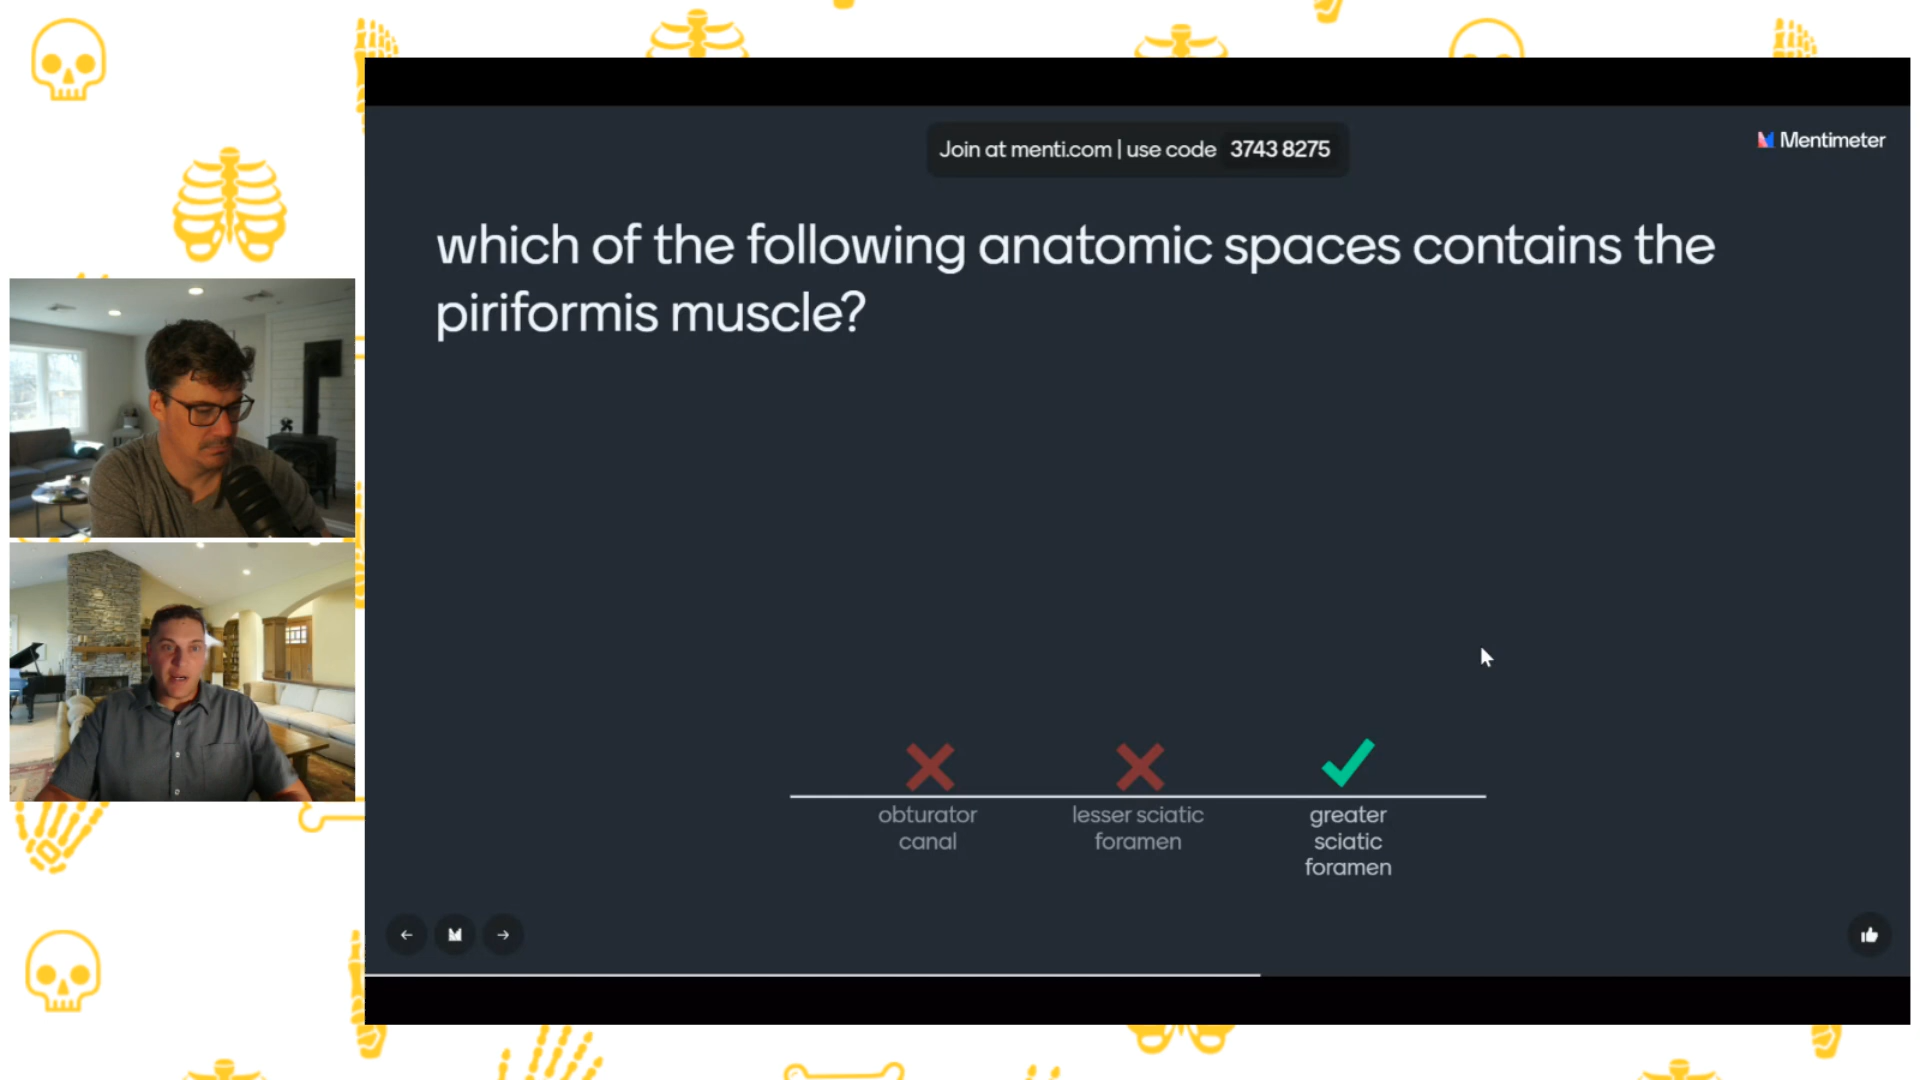 Join at menti.com | use code 3743 8275
Mentimeter
which of the following anatomic spaces contains the
piriformis muscle?
obturator
canal
lesser sciatic
foramen
greater
sciatic
foramen